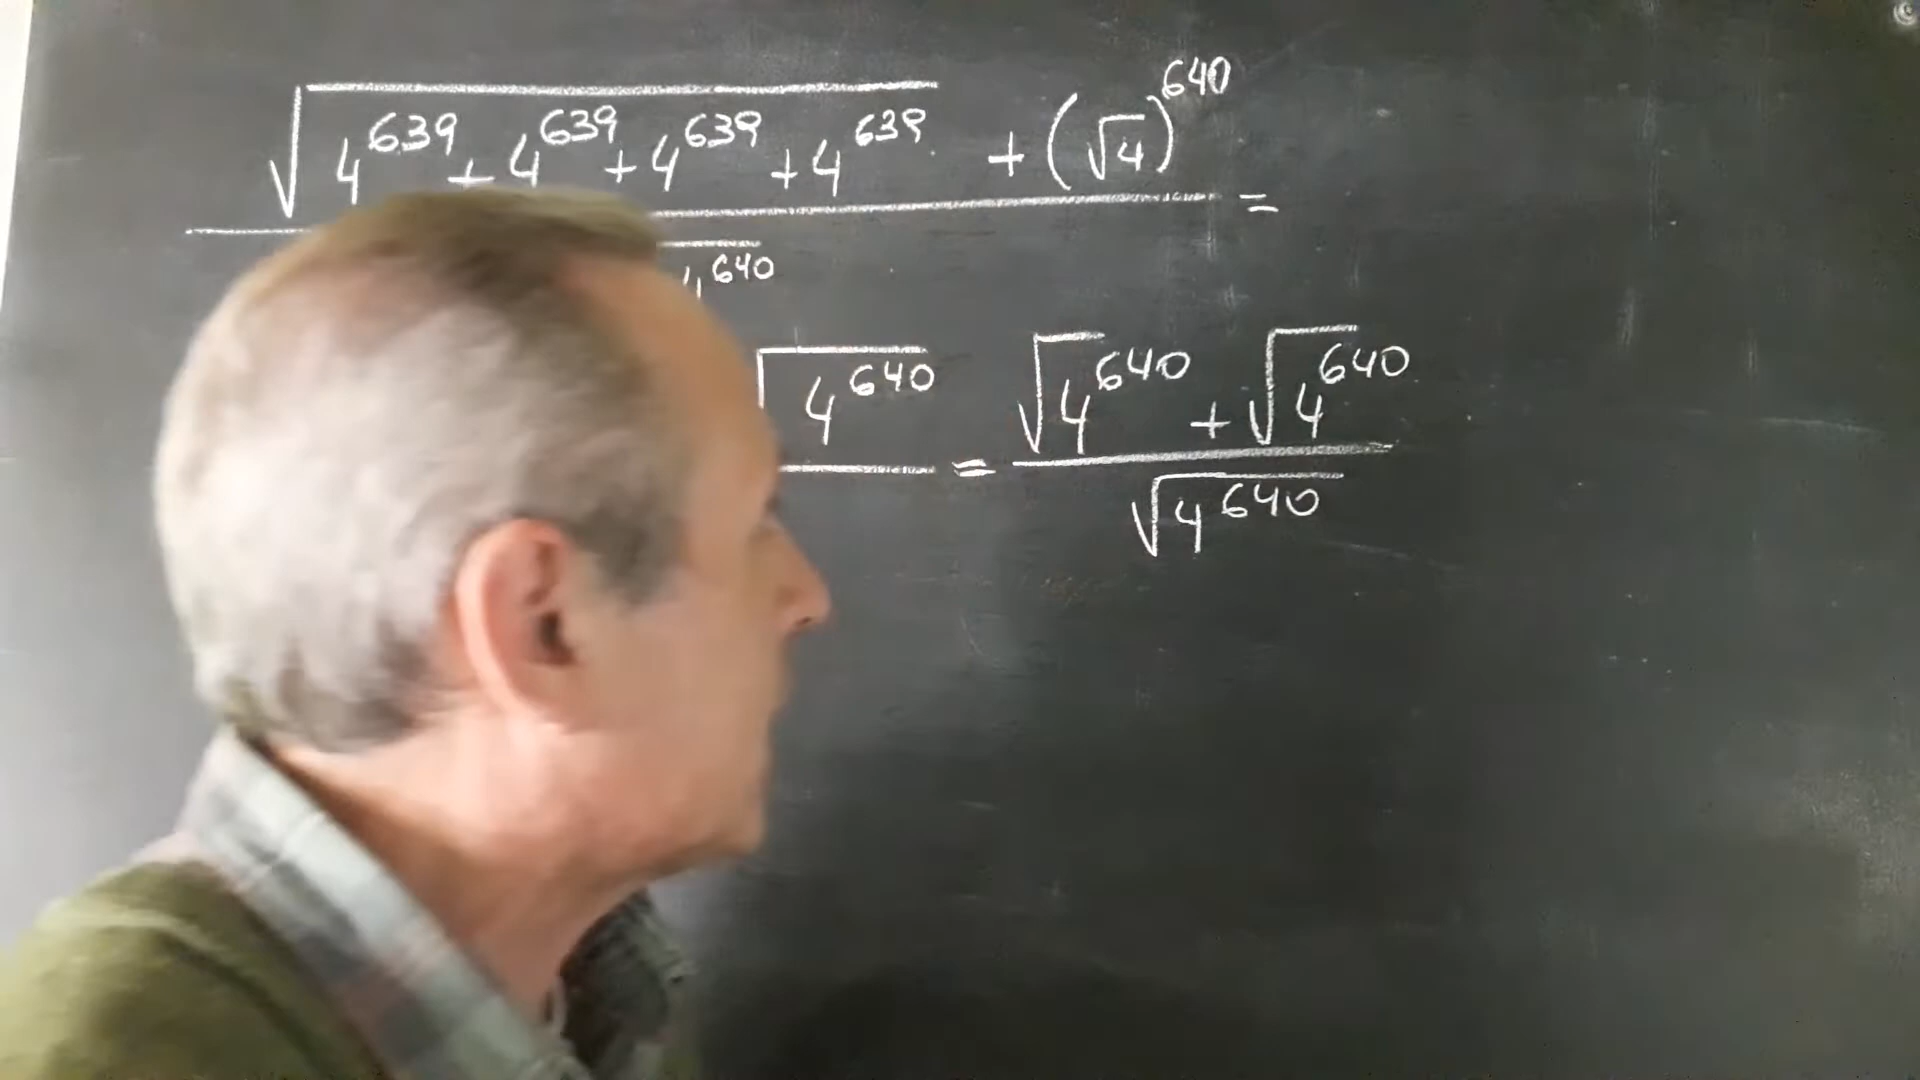 √(4^639 + 4^639 + 4^639 + 4^639) + (√4)^640 =
4^640
√(4^640) = √4^640 + √4^640
√(4^640)